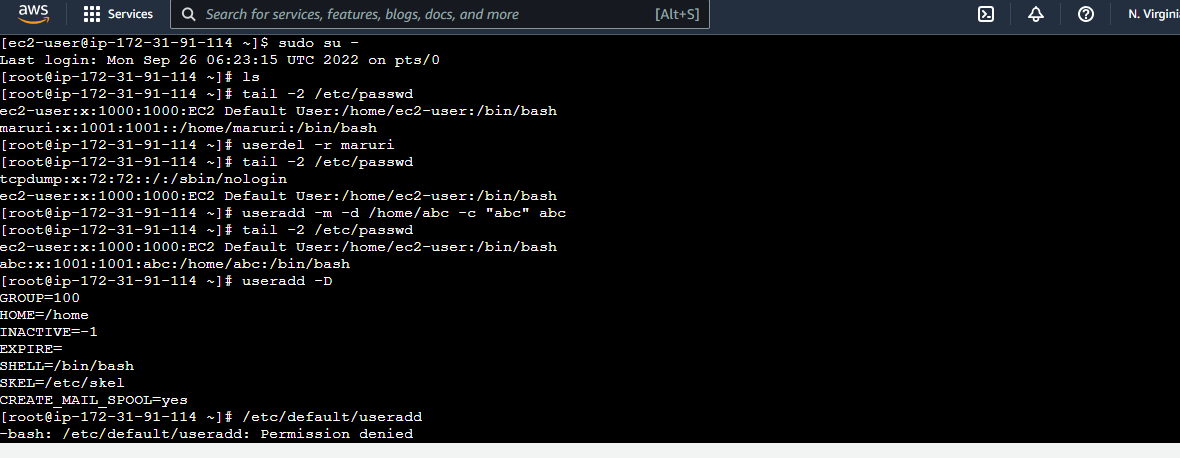 aws Services Search for services, features, blogs, docs, and more [Alt+S] N. Virgini
[ec2-user@ip-172-31-91-114 ~]$ sudo su -
Last login: Mon Sep 26 06:23:15 UTC 2022 on pts/0
[root@ip-172-31-91-114 ~]# ls
[root@ip-172-31-91-114 ~]# tail -2 /etc/passwd
ec2-user:x:1000:1000:EC2 Default User:/home/ec2-user:/bin/bash
maruri:x:1001:1001::/home/maruri:/bin/bash
[root@ip-172-31-91-114 ~]# userdel -r maruri
[root@ip-172-31-91-114 ~]# tail -2 /etc/passwd
tcpdump:x:72:72::/:/sbin/nologin
ec2-user:x:1000:1000:EC2 Default User:/home/ec2-user:/bin/bash
[root@ip-172-31-91-114 ~]# useradd -m -d /home/abc -c "abc" abc
[root@ip-172-31-91-114 ~]# tail -2 /etc/passwd
ec2-user:x:1000:1000:EC2 Default User:/home/ec2-user:/bin/bash
abc:x:1001:1001:abc:/home/abc:/bin/bash
[root@ip-172-31-91-114 ~]# useradd -D
GROUP=100
HOME=/home
INACTIVE=-1
EXPIRE=
SHELL=/bin/bash
SKEL=/etc/skel
CREATE_MAIL_SPOOL=yes
[root@ip-172-31-91-114 ~]# /etc/default/useradd
-bash: /etc/default/useradd: Permission denied